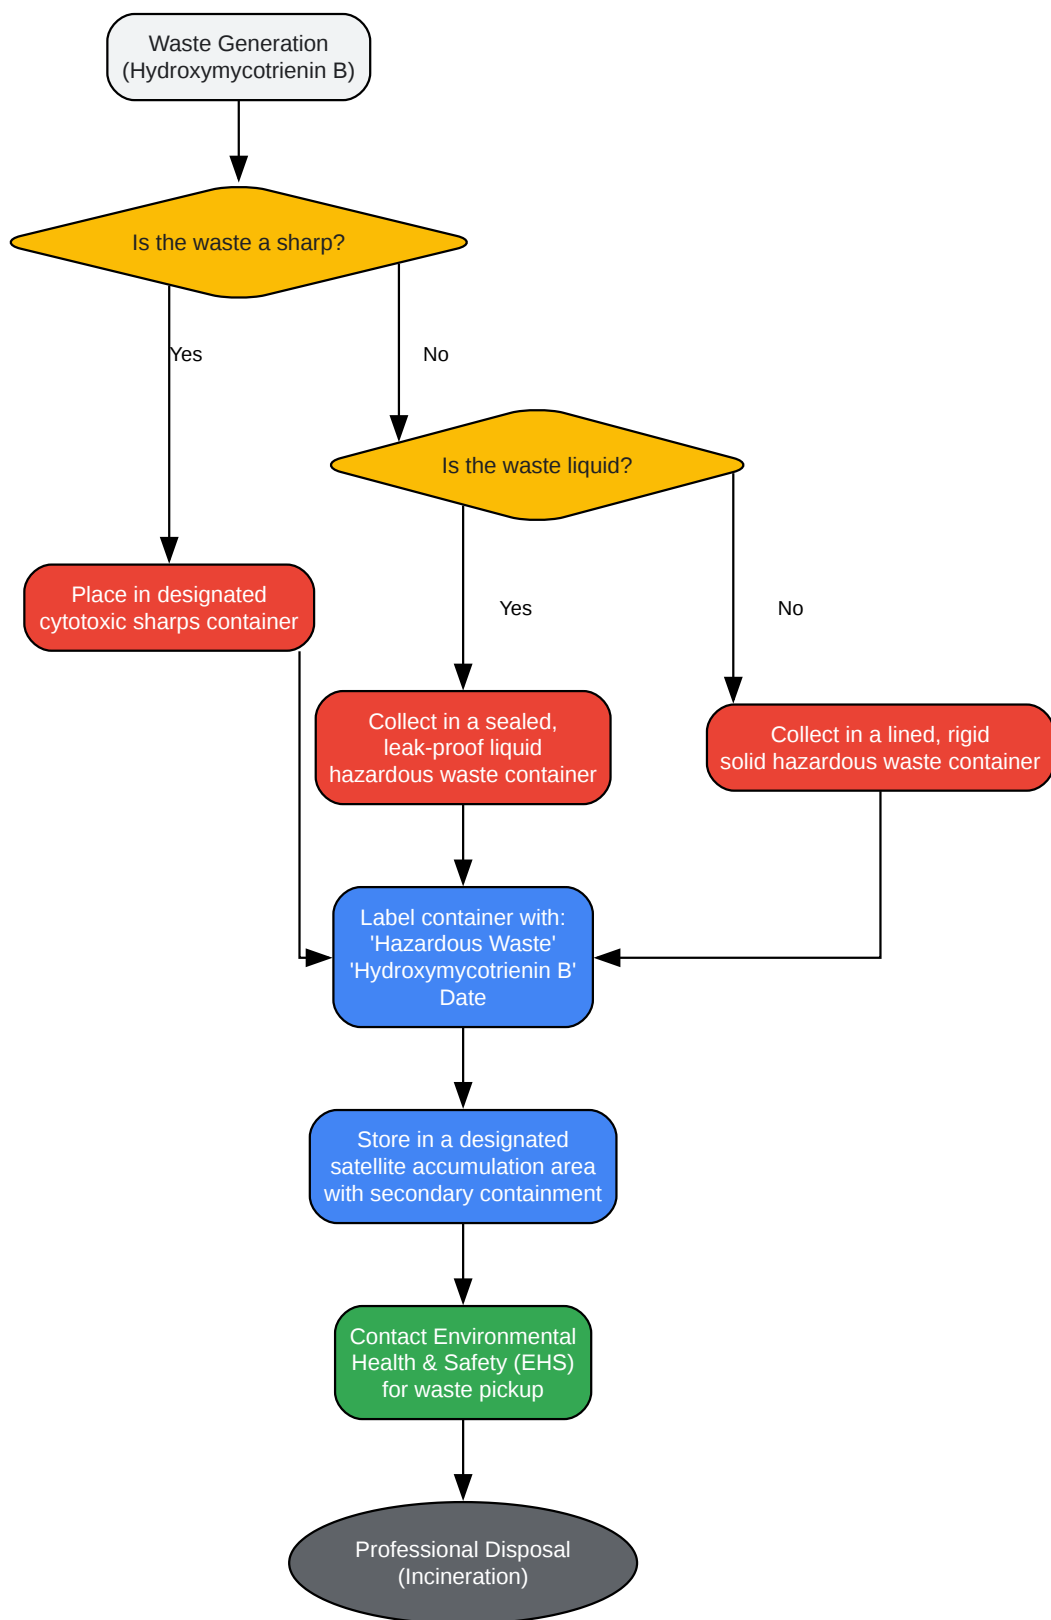 Waste Generation
(Hydroxymycotrienin B)
Is the waste a sharp?
Yes
No
Is the waste liquid?
Place in designated
cytotoxic sharps container
Yes
No
Collect in a sealed,
leak-proof liquid
hazardous waste container
Collect in a lined, rigid
solid hazardous waste container
Label container with:
'Hazardous Waste'
'Hydroxymycotrienin B'
Date
Store in a designated
satellite accumulation area
with secondary containment
Contact Environmental
Health & Safety (EHS)
for waste pickup
Professional Disposal
(Incineration)